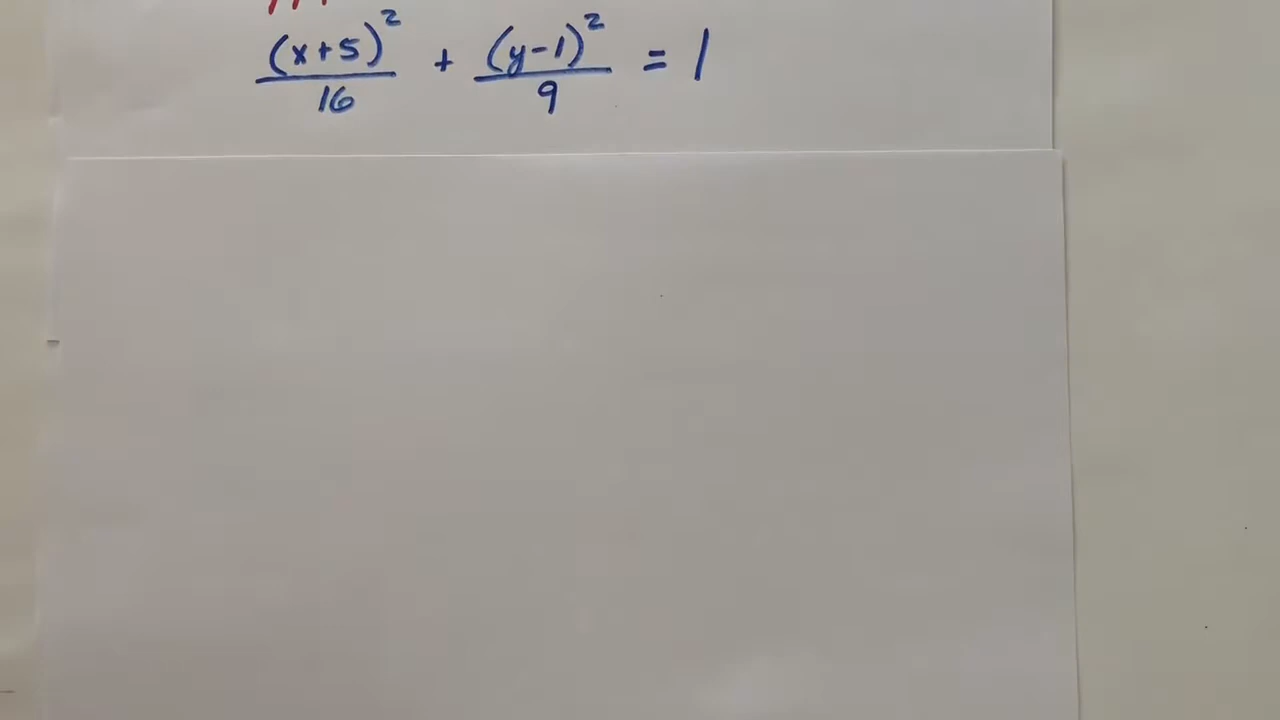 (x+5)²/16 + (y-1)²/9 = 1